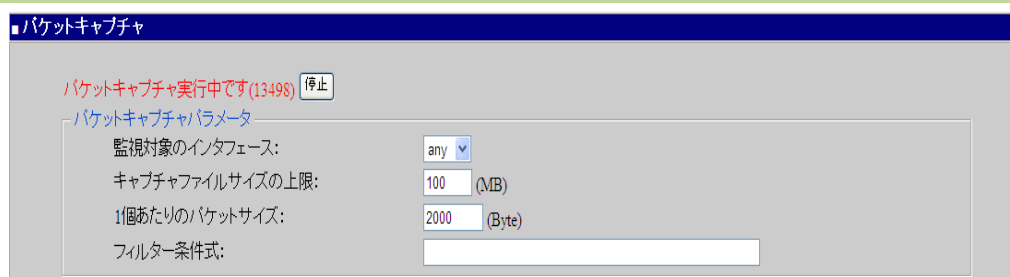 ■パケットキャプチャ
パケットキャプチャ実行中です(13498) 停止
パケットキャプチャパラメータ
監視対象のインタフェース: any
キャプチャファイルサイズの上限: 100 (MB)
1個あたりのパケットサイズ: 2000 (Byte)
フィルター条件式: